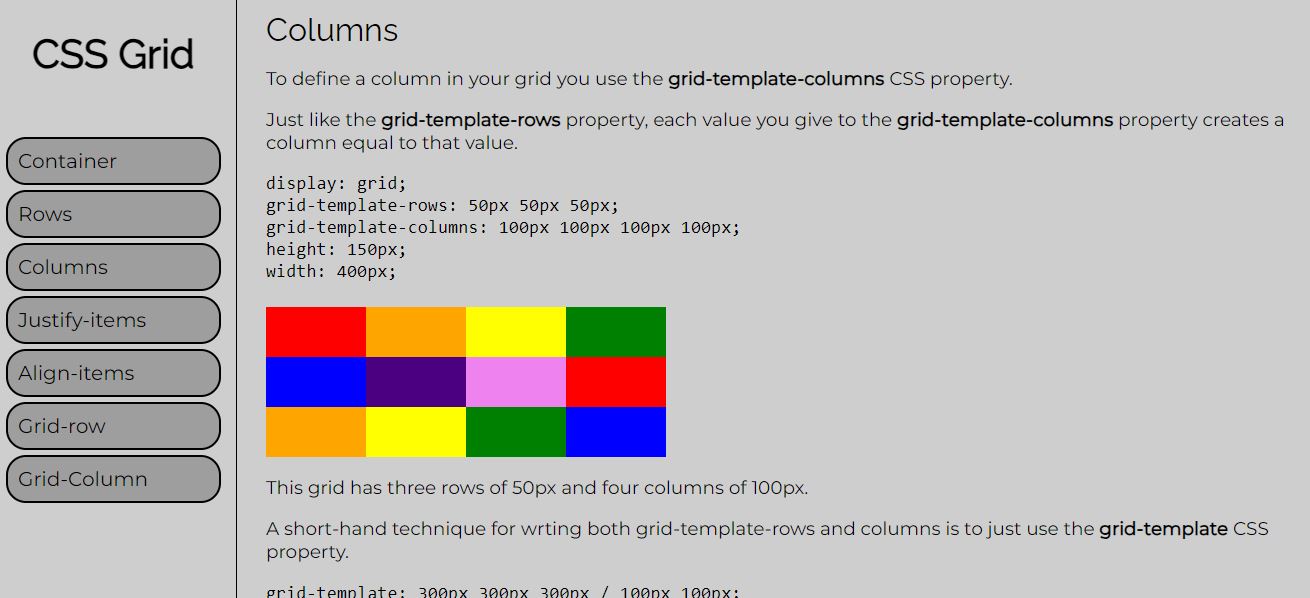 CSS Grid
Container
Rows
Columns
Justify-items
Align-items
Grid-row
Grid-Column
Columns
To define a column in your grid you use the grid-template-columns CSS property.
Just like the grid-template-rows property, each value you give to the grid-template-columns property creates a
column equal to that value.
display: grid;
grid-template-rows: 50px 50px 50px;
grid-template-columns: 100px 100px 100px 100px;
height: 150px;
width: 400px;
This grid has three rows of 50px and four columns of 100px.
A short-hand technique for wrting both grid-template-rows and columns is to just use the grid-template CSS
property.
grid-template: 300px 300px 300px / 100px 100px;